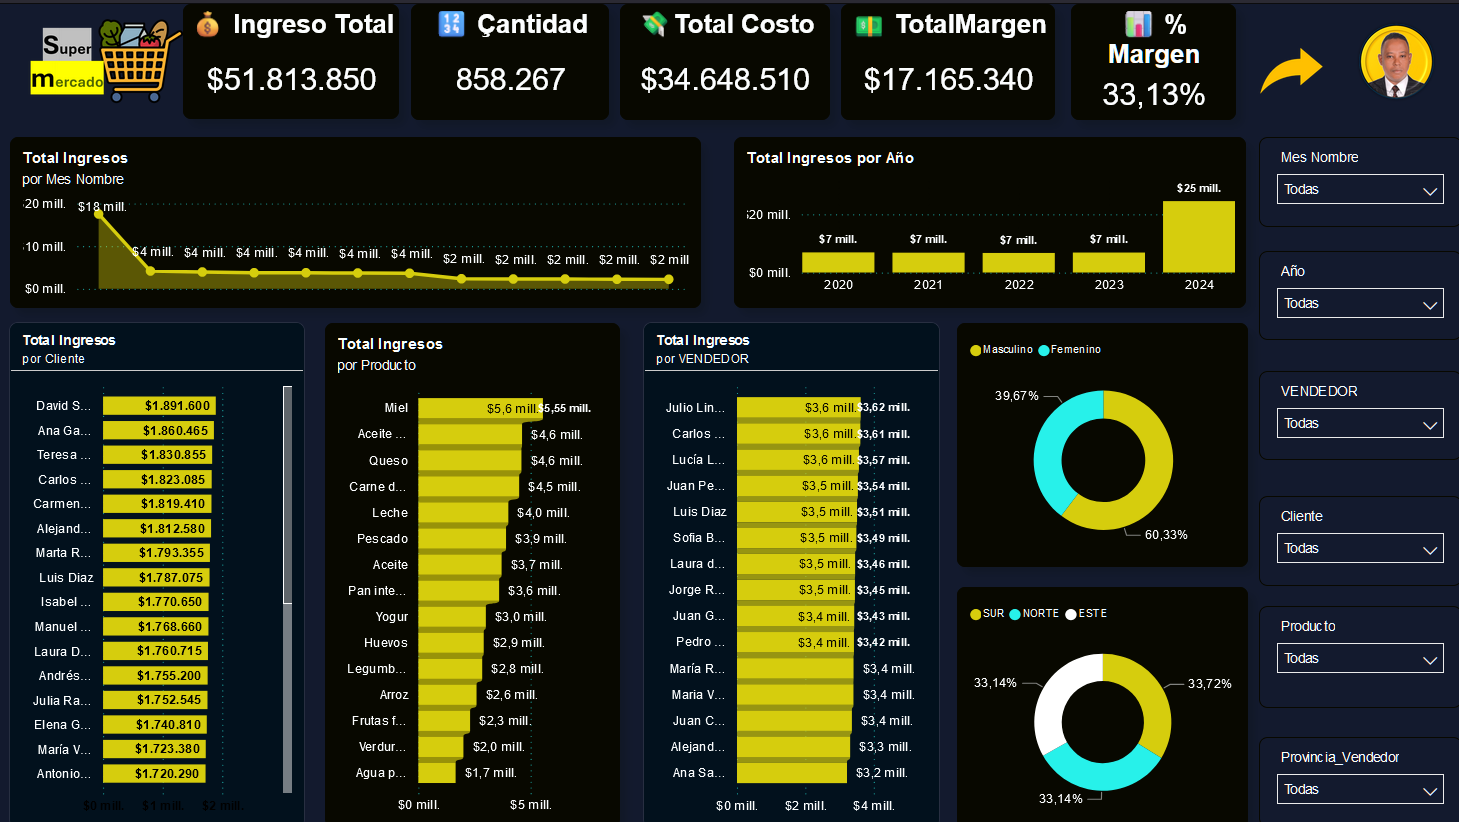 Super
mercado
Ingreso Total
$51.813.850
Çantidad
858.267
Total Costo
$34.648.510
TotalMargen
$17.165.340
%
Margen
33,13%
Total Ingresos
por Mes Nombre
$20 mill.
$10 mill.
$0 mill.
$18 mill.
$4 mill.
$4 mill.
$4 mill.
$4 mill.
$4 mill.
$4 mill.
$2 mill.
$2 mill.
$2 mill.
$2 mill.
$2 mill
Total Ingresos por Año
$20 mill.
$0 mill.
$7 mill.
$7 mill.
$7 mill.
$7 mill.
$25 mill.
2020
2021
2022
2023
2024
Total Ingresos
por Cliente
David S... $1.891.600
Ana Ga... $1.860.465
Teresa ... $1.830.855
Carlos ... $1.823.085
Carmen... $1.819.410
Alejand... $1.812.580
Marta R... $1.793.355
Luis Diaz $1.787.075
Isabel ... $1.770.650
Manuel ... $1.768.660
Laura D... $1.760.715
Andrés... $1.755.200
Julia Ra... $1.752.545
Elena G... $1.740.810
María V... $1.723.380
Antonio... $1.720.290
$0 mill. $1 mill. $2 mill.
Total Ingresos
por Producto
Miel $5,6 mill. $5,55 mill.
Aceite ... $4,6 mill.
Queso $4,6 mill.
Carne d... $4,5 mill.
Leche $4,0 mill.
Pescado $3,9 mill.
Aceite $3,7 mill.
Pan inte... $3,6 mill.
Yogur $3,0 mill.
Huevos $2,9 mill.
Legumb... $2,8 mill.
Arroz $2,6 mill.
Frutas f... $2,3 mill.
Verdur... $2,0 mill.
Agua p... $1,7 mill.
$0 mill. $5 mill.
Total Ingresos
por VENDEDOR
Julio Lin... $3,6 mill. $3,62 mill.
Carlos ... $3,6 mill. $3,61 mill.
Lucía L... $3,6 mill. $3,57 mill.
Juan Pe... $3,5 mill. $3,54 mill.
Luis Diaz $3,5 mill. $3,51 mill.
Sofia B... $3,5 mill. $3,49 mill.
Laura d... $3,5 mill. $3,46 mill.
Jorge R... $3,5 mill. $3,45 mill.
Juan G... $3,4 mill. $3,43 mill.
Pedro ... $3,4 mill. $3,42 mill.
María R... $3,4 mill.
Maria V... $3,4 mill.
Juan C... $3,4 mill.
Alejand... $3,3 mill.
Ana Sa... $3,2 mill.
$0 mill. $2 mill. $4 mill.
Masculino Femenino
39,67%
60,33%
SUR NORTE ESTE
33,14%
33,72%
33,14%
Mes Nombre
Todas
Año
Todas
VENDEDOR
Todas
Cliente
Todas
Producto
Todas
Provincia_Vendedor
Todas